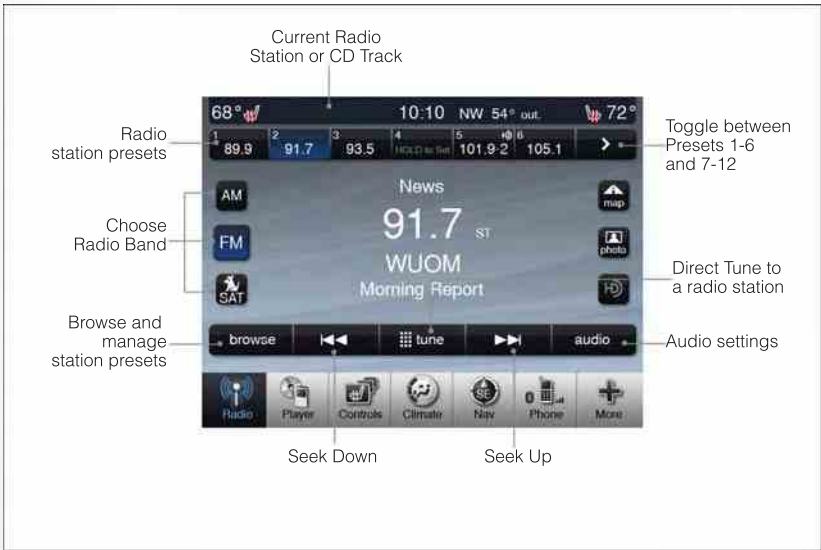 Current Radio
Station or CD Track
68° 10:10 NW 54° out. 72°
Radio
station presets
1 89.9 2 91.7 3 93.5 4 HOLD to Set 5 101.9-2 6 105.1 >
Toggle between
Presets 1-6
and 7-12
AM
News
map
Choose
Radio Band
FM
91.7 ST
photo
WUOM
SAT
Morning Report
HD
Direct Tune to
a radio station
Browse and
manage
station presets
browse tune audio
Audio settings
SE
Radio Player Controls Climate Nav Phone More
Seek Down Seek Up